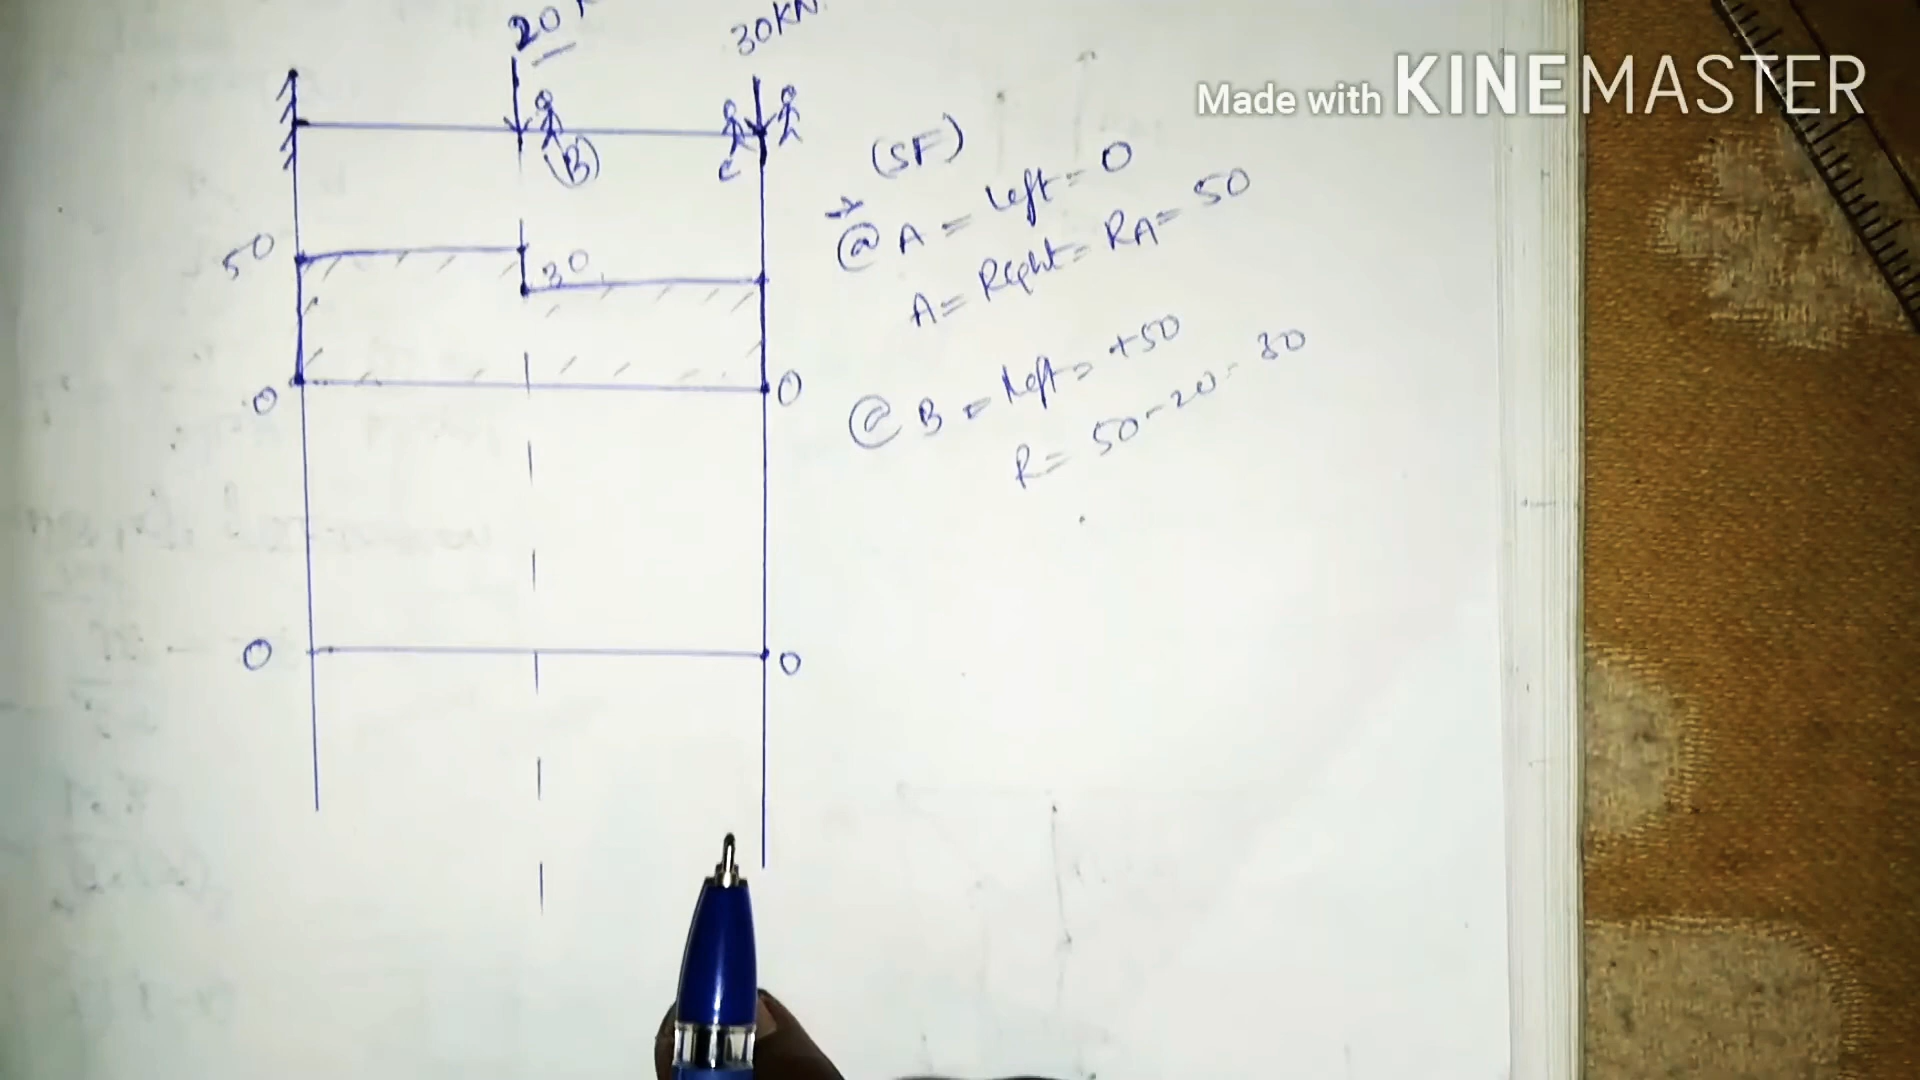 20 K
30KN.
Made with KINEMASTER
(B)
C
(SF)
@ A = left = 0
A = Right = RA = 50
50
30
0
0
@ B = left = +50
R = 50-20 = 30
0
0